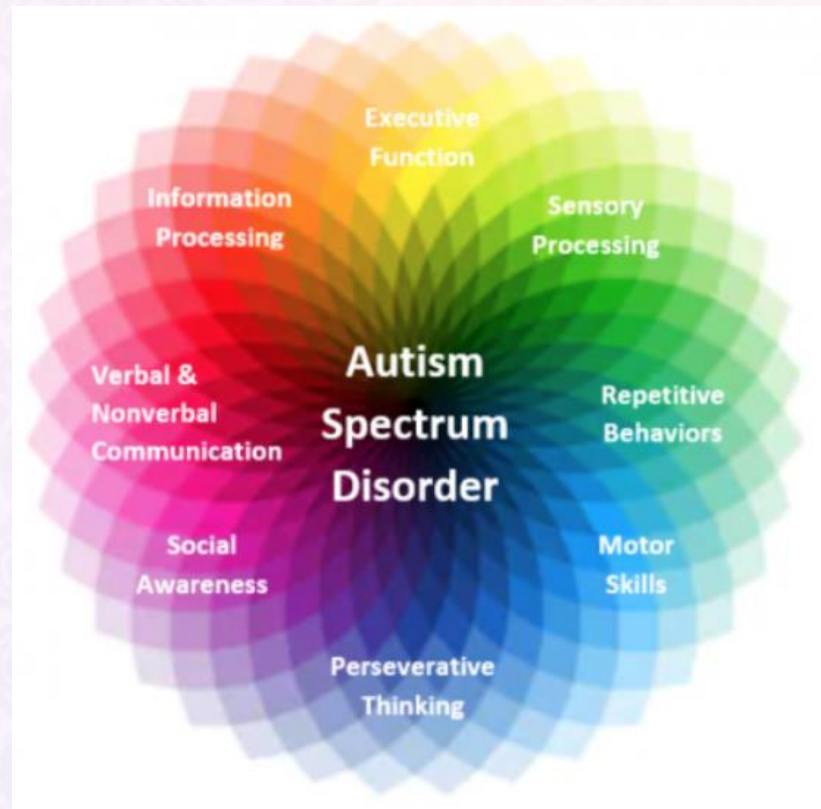 Executive
Function
Information
Processing
Sensory
Processing
Autism
Spectrum
Disorder
Verbal &
Nonverbal
Communication
Repetitive
Behaviors
Social
Awareness
Motor
Skills
Perseverative
Thinking